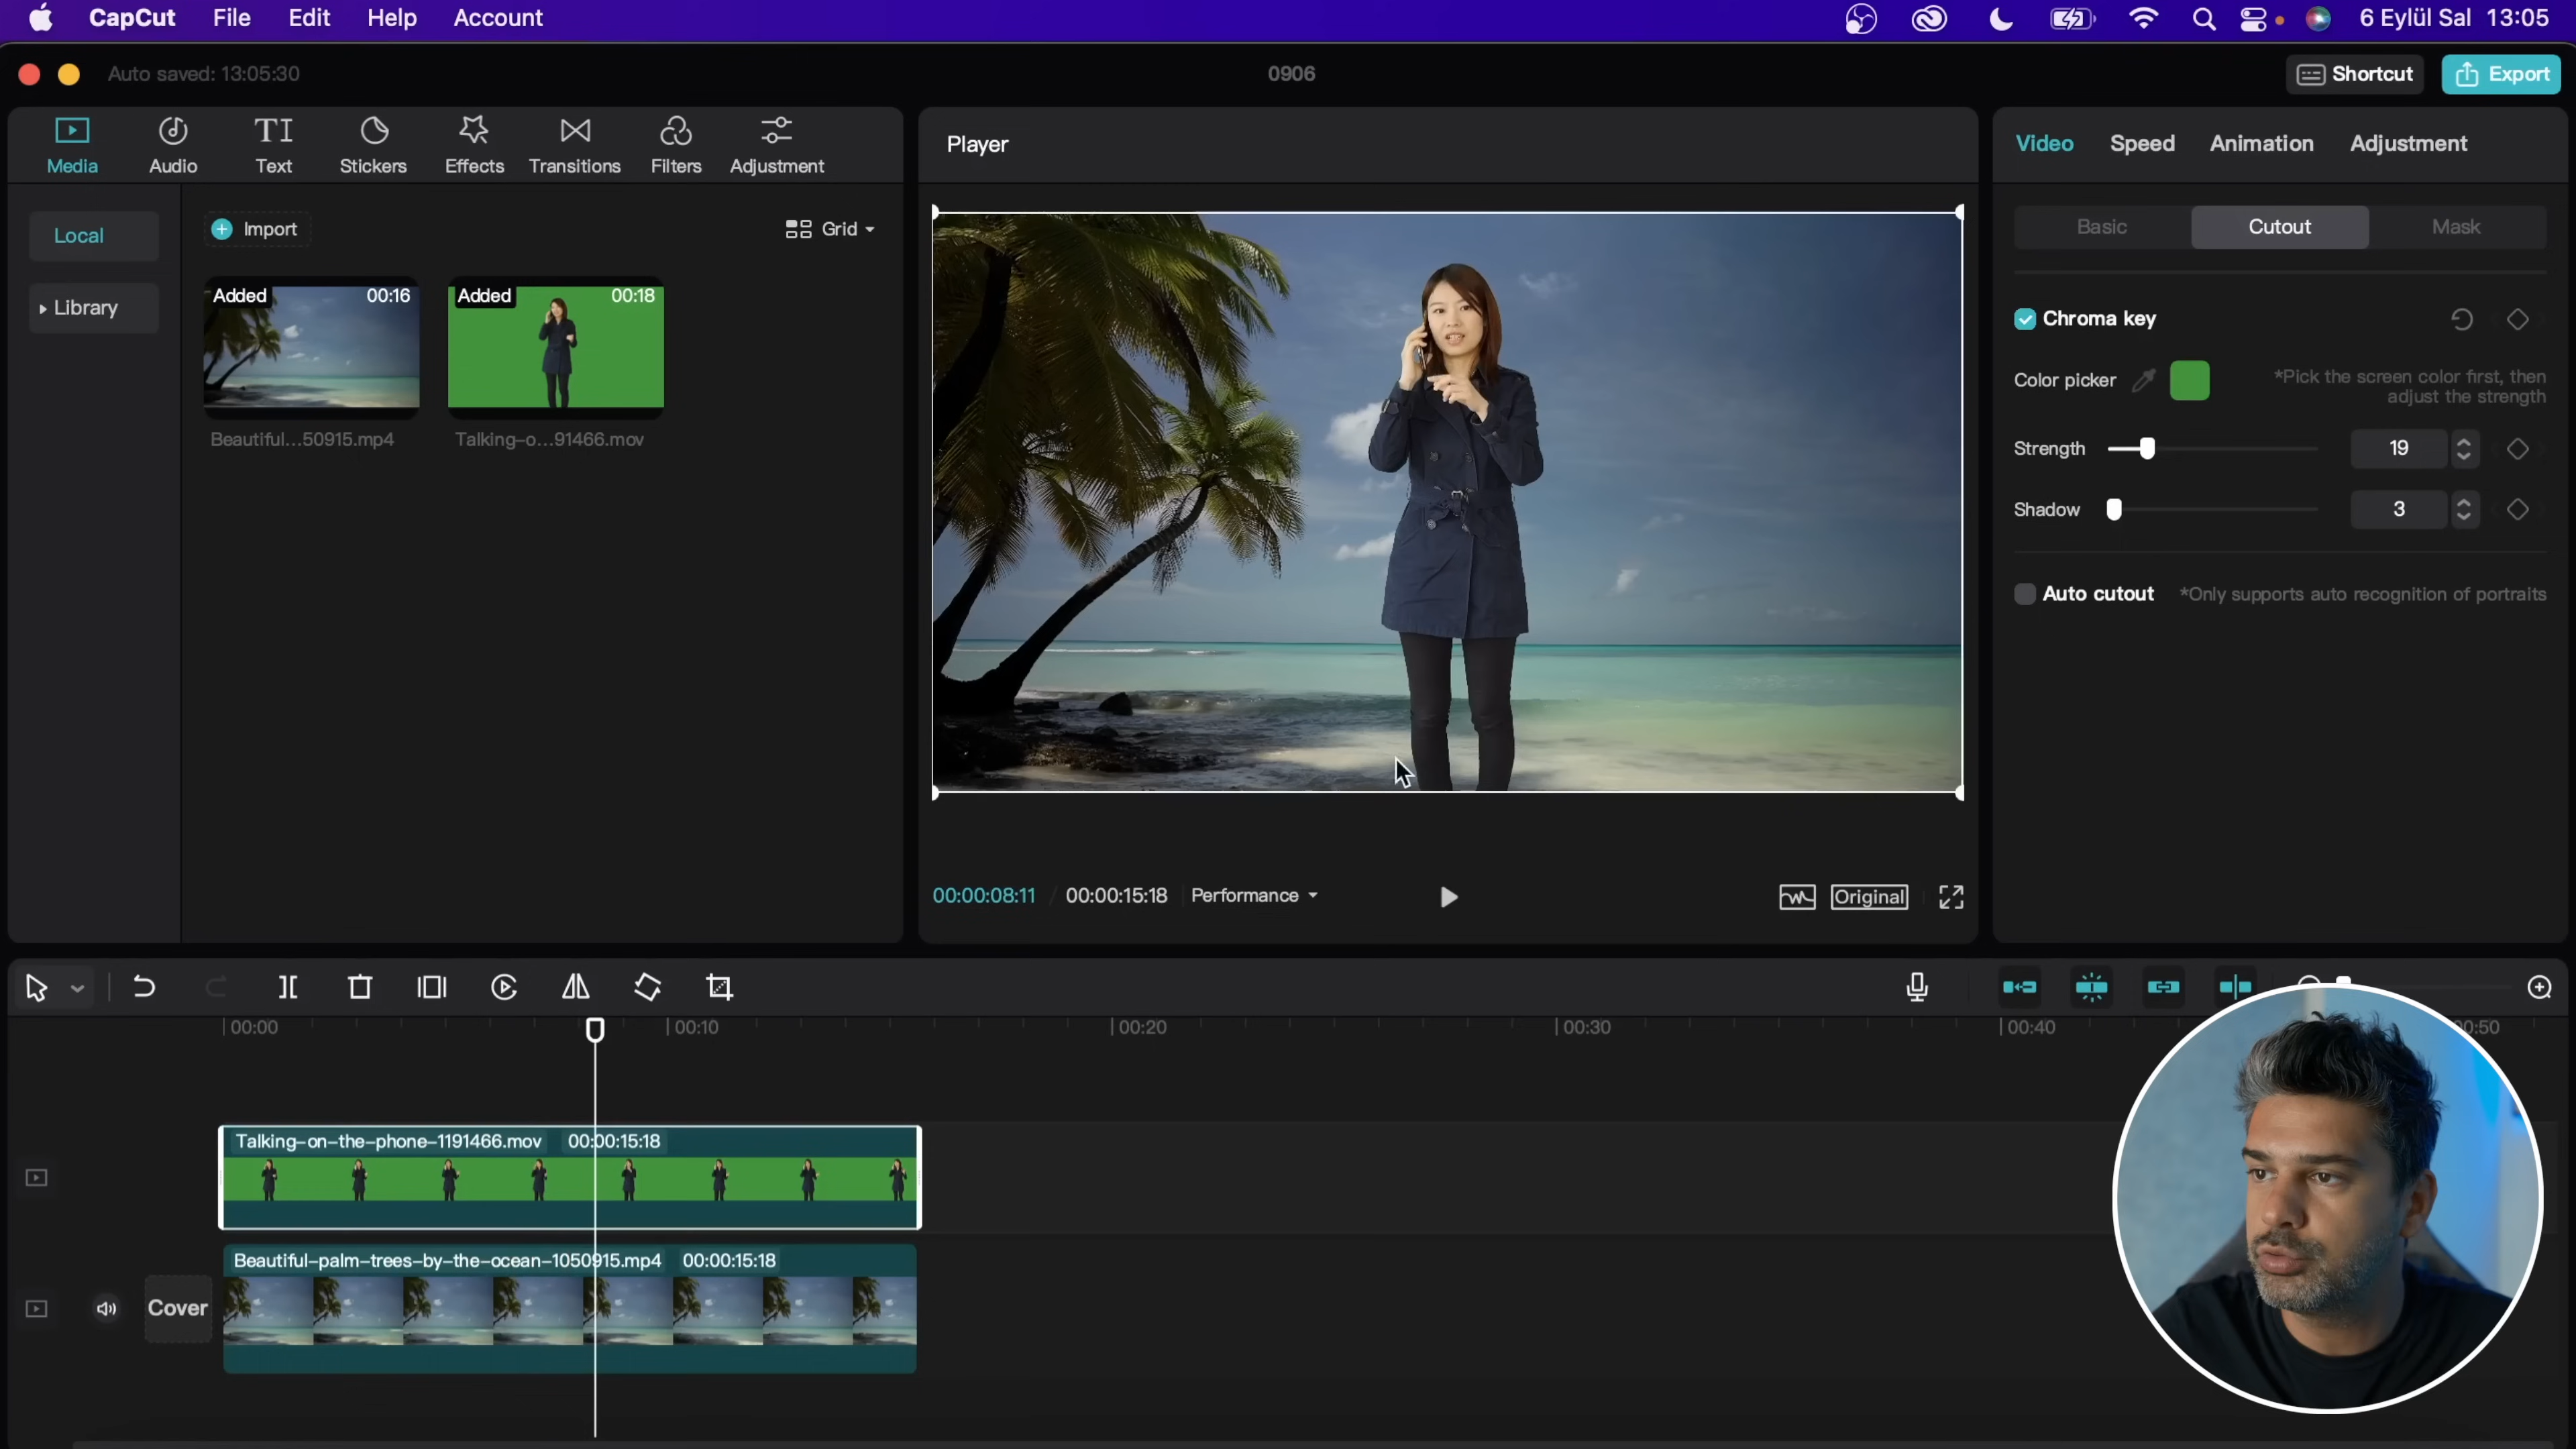 CapCut File Edit Help Account 6 Eylül Sal 13:05
Auto saved: 13:05:30 0906 Shortcut Export
Media Audio Text Stickers Effects Transitions Filters Adjustment
Player
Video Speed Animation Adjustment
Local
Import Grid
Library
Added 00:16 Added 00:18
Beautiful...50915.mp4 Talking-o...91466.mov
Basic Cutout Mask
Chroma key
Color picker *Pick the screen color first, then
adjust the strength
Strength 19
Shadow 3
Auto cutout *Only supports auto recognition of portraits
00:00:08:11 / 00:00:15:18 Performance Original
00:00 00:10 00:20 00:30 00:40 00:50
Talking-on-the-phone-1191466.mov 00:00:15:18
Beautiful-palm-trees-by-the-ocean-1050915.mp4 00:00:15:18
Cover